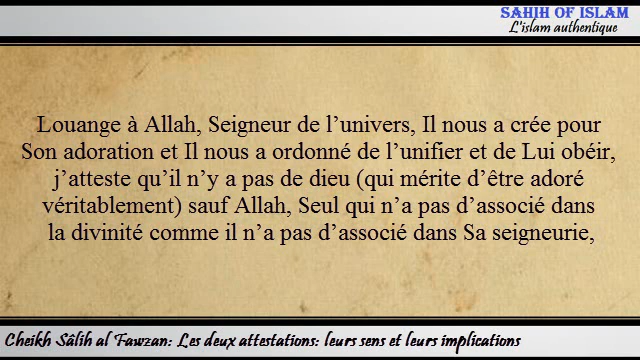 SAHIH OF ISLAM
L'islam authentique
Louange à Allah, Seigneur de l’univers, Il nous a crée pour
Son adoration et Il nous a ordonné de l’unifier et de Lui obéir,
j’atteste qu’il n’y a pas de dieu (qui mérite d’être adoré
véritablement) sauf Allah, Seul qui n’a pas d’associé dans
la divinité comme il n’a pas d’associé dans Sa seigneurie,
Cheikh Sâlih al Fawzan: Les deux attestations: leurs sens et leurs implications